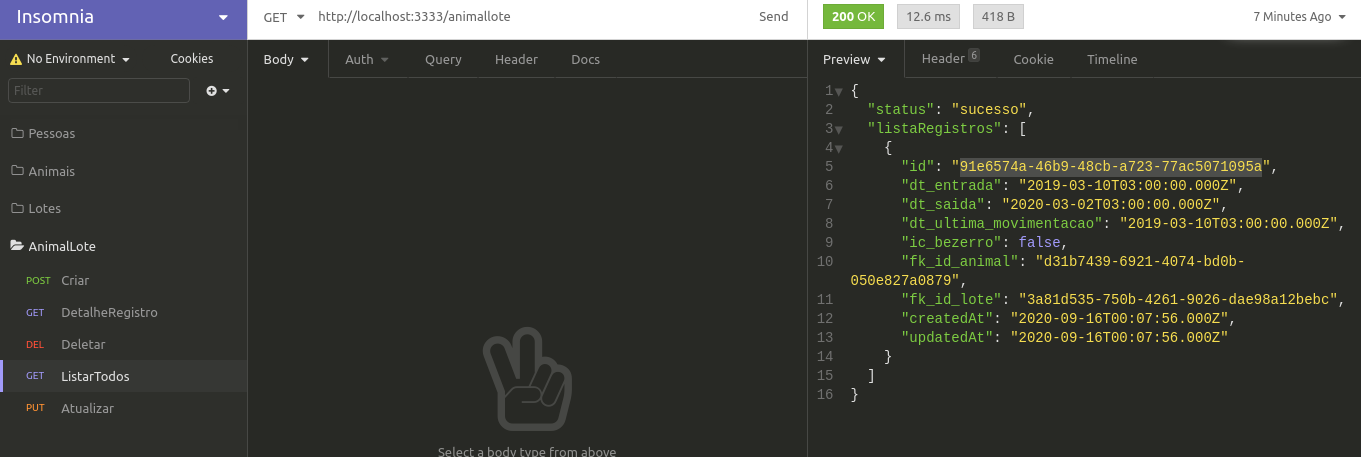 Insomnia
GET http://localhost:3333/animallote Send
200 OK 12.6 ms 418 B 7 Minutes Ago
No Environment Cookies
Body Auth Query Header Docs
Preview Header 6 Cookie Timeline
Filter
Pessoas
Animais
Lotes
AnimalLote
POST Criar
GET DetalheRegistro
DEL Deletar
GET ListarTodos
PUT Atualizar
Select a body type from above
1 {
2 "status": "sucesso",
3 "listaRegistros": [
4 {
5 "id": "91e6574a-46b9-48cb-a723-77ac5071095a",
6 "dt_entrada": "2019-03-10T03:00:00.000Z",
7 "dt_saida": "2020-03-02T03:00:00.000Z",
8 "dt_ultima_movimentacao": "2019-03-10T03:00:00.000Z",
9 "ic_bezerro": false,
10 "fk_id_animal": "d31b7439-6921-4074-bd0b-
050e827a0879",
11 "fk_id_lote": "3a81d535-750b-4261-9026-dae98a12bebc",
12 "createdAt": "2020-09-16T00:07:56.000Z",
13 "updatedAt": "2020-09-16T00:07:56.000Z"
14 }
15 ]
16 }